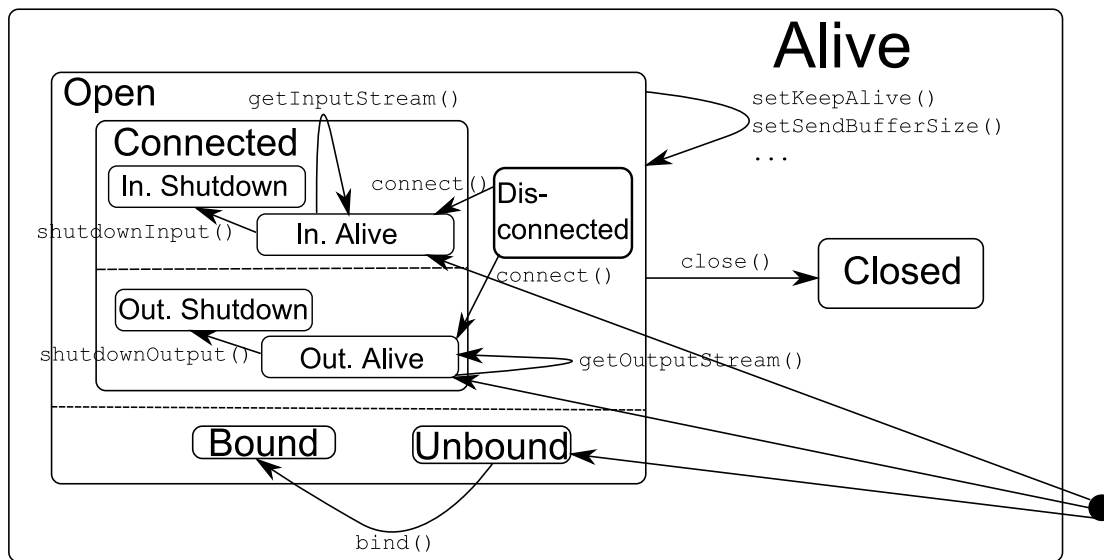 Alive
Open
getInputStream()
setKeepAlive()
setSendBufferSize()
...
Connected
In. Shutdown
connect()
Dis-
connected
shutdownInput()
In. Alive
connect()
close()
Closed
Out. Shutdown
shutdownOutput()
Out. Alive
getOutputStream()
Bound
Unbound
bind()